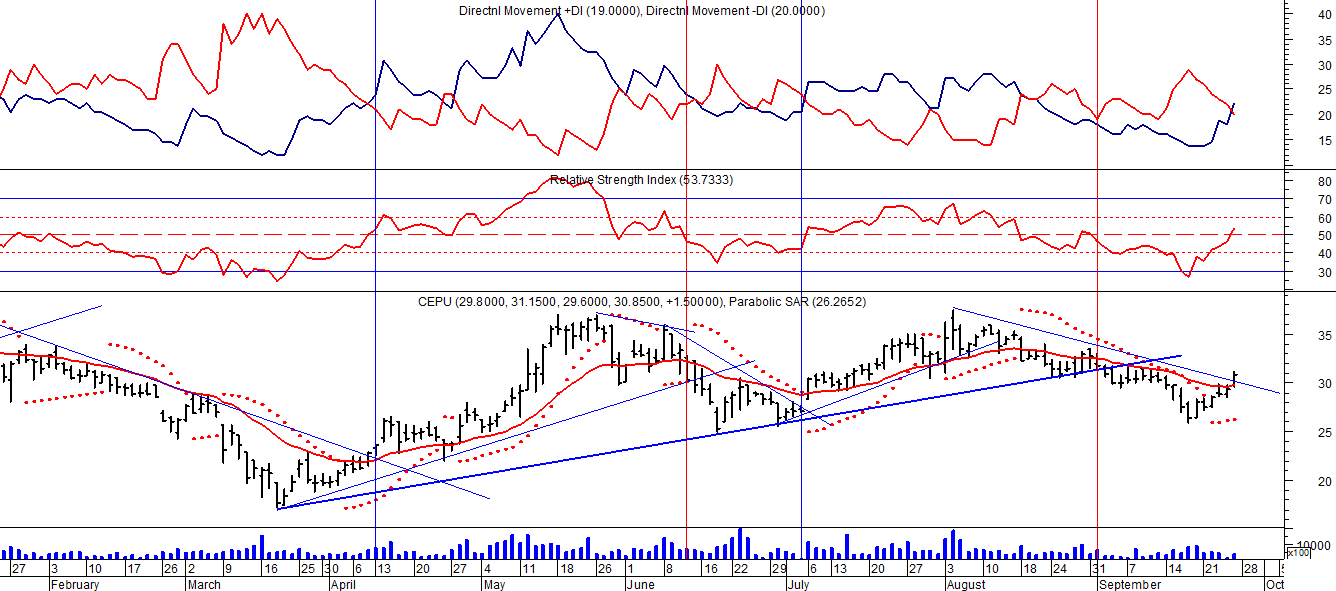 Directnl Movement +DI (19.0000), Directnl Movement -DI (20.0000)
40
35
30
25
20
15
Relative Strength Index (53.7333)
80
70
60
50
40
30
CEPU (29.8000, 31.1500, 29.6000, 30.8500, +1.50000), Parabolic SAR (26.2652)
35
30
25
20
10000
x100
27 3 10 17 26 2 9 16 25 30 6 13 20 27 4 11 18 26 1 8 16 22 29 6 13 20 27 3 10 18 24 31 7 14 21 28 5
February March April May June July August September Oct